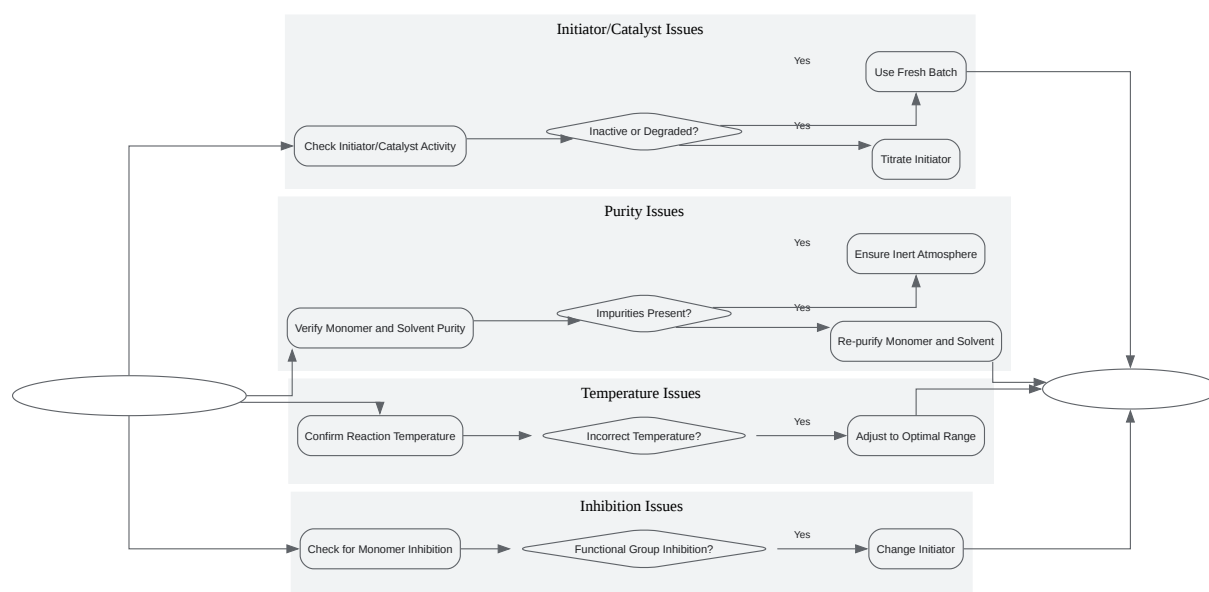 Initiator/Catalyst Issues
Yes
Use Fresh Batch
Check Initiator/Catalyst Activity
Inactive or Degraded?
Yes
Titrate Initiator
Purity Issues
Yes
Ensure Inert Atmosphere
Verify Monomer and Solvent Purity
Impurities Present?
Yes
Re-purify Monomer and Solvent
Temperature Issues
Confirm Reaction Temperature
Incorrect Temperature?
Yes
Adjust to Optimal Range
Inhibition Issues
Check for Monomer Inhibition
Functional Group Inhibition?
Yes
Change Initiator